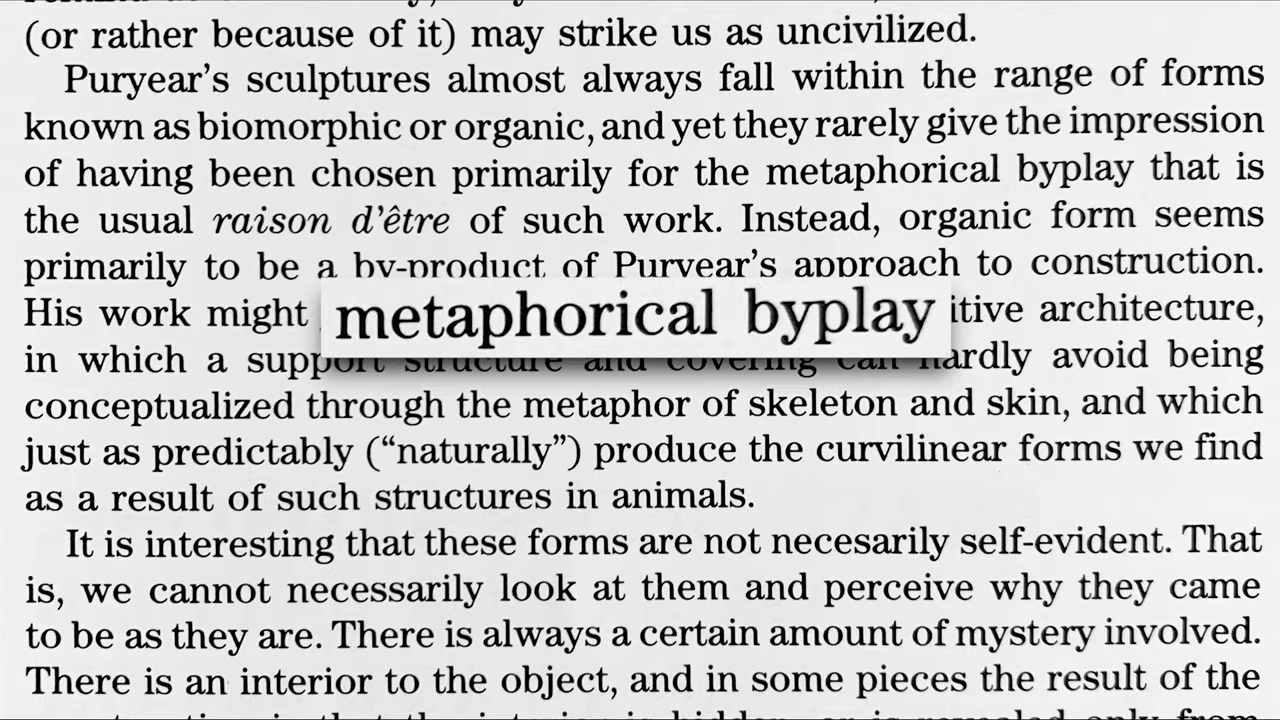 (or rather because of it) may strike us as uncivilized.
Puryear's sculptures almost always fall within the range of forms
known as biomorphic or organic, and yet they rarely give the impression
of having been chosen primarily for the metaphorical byplay that is
the usual raison d'être of such work. Instead, organic form seems
primarily to be a by-product of Puryear's approach to construction.
His work might
metaphorical byplay
architecture,
in which a support structure and covering can hardly avoid being
conceptualized through the metaphor of skeleton and skin, and which
just as predictably (“naturally”) produce the curvilinear forms we find
as a result of such structures in animals.
It is interesting that these forms are not necesarily self-evident. That
is, we cannot necessarily look at them and perceive why they came
to be as they are. There is always a certain amount of mystery involved.
There is an interior to the object, and in some pieces the result of the